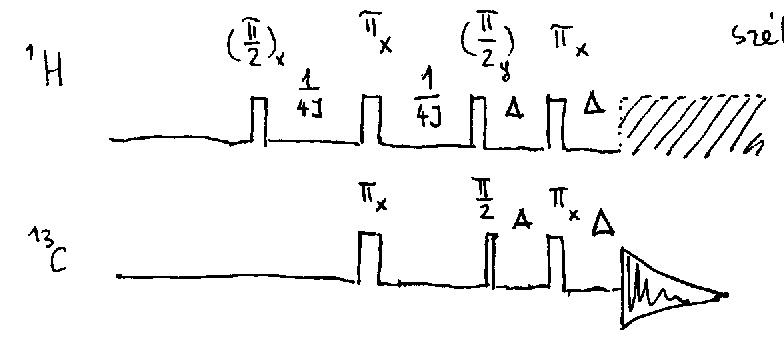 szél
(π/2)x πx (π/2)y πx
¹H 1/4J 1/4J Δ Δ
πx π/2 Δ πx Δ
¹³C